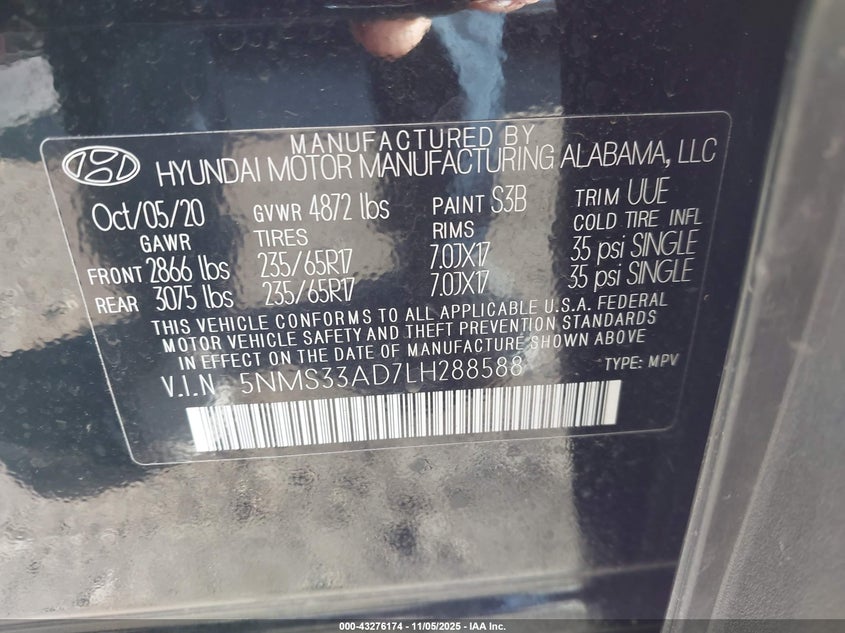 MANUFACTURED BY
HYUNDAI MOTOR MANUFACTURING ALABAMA, LLC
Oct/05/20 GVWR 4872 lbs PAINT S3B TRIM UUE
GAWR TIRES RIMS COLD TIRE INFL
FRONT 2866 lbs 235/65R17 7.0JX17 35 psi SINGLE
REAR 3075 lbs 235/65R17 7.0JX17 35 psi SINGLE
THIS VEHICLE CONFORMS TO ALL APPLICABLE U.S.A. FEDERAL
MOTOR VEHICLE SAFETY AND THEFT PREVENTION STANDARDS
IN EFFECT ON THE DATE OF MANUFACTURE SHOWN ABOVE
V.I.N 5NMS33AD7LH288588 TYPE: MPV
000-43276174 - 11/05/2025 - IAA Inc.